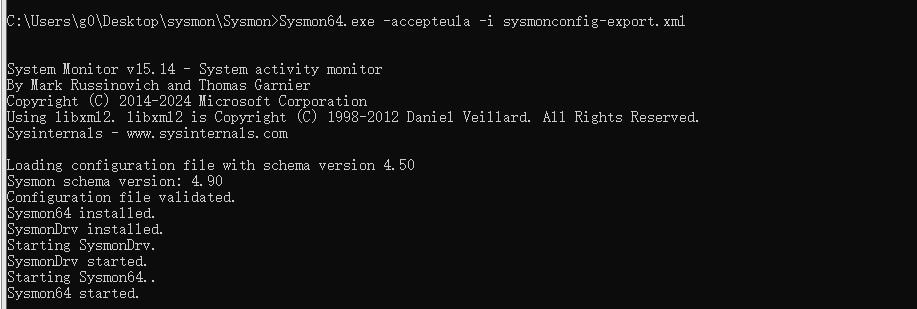 C:\Users\g0\Desktop\sysmon\Sysmon>Sysmon64.exe -accepteula -i sysmonconfig-export.xml
System Monitor v15.14 - System activity monitor
By Mark Russinovich and Thomas Garnier
Copyright (C) 2014-2024 Microsoft Corporation
Using libxml2. libxml2 is Copyright (C) 1998-2012 Daniel Veillard. All Rights Reserved.
Sysinternals - www.sysinternals.com
Loading configuration file with schema version 4.50
Sysmon schema version: 4.90
Configuration file validated.
Sysmon64 installed.
SysmonDrv installed.
Starting SysmonDrv.
SysmonDrv started.
Starting Sysmon64..
Sysmon64 started.